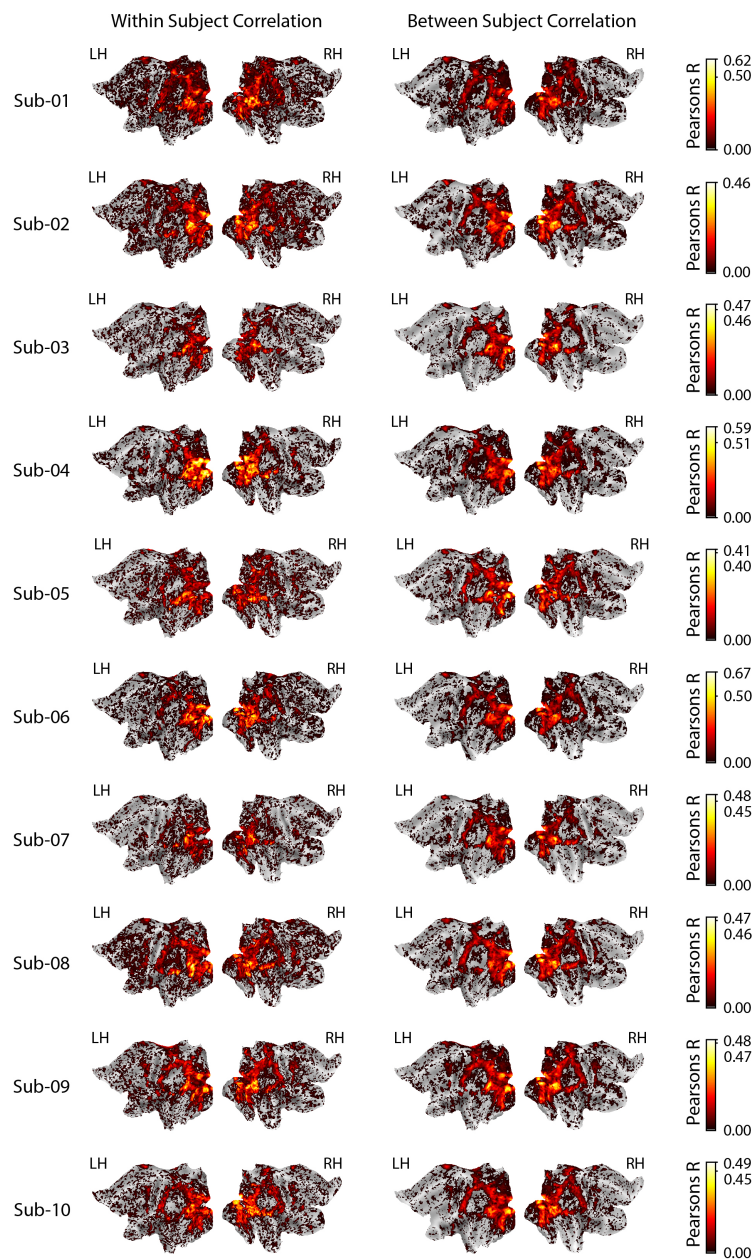 Within Subject Correlation Between Subject Correlation
LH RH LH RH
Sub-01 Pearsons R 0.62 0.50 0.00
LH RH LH RH
Sub-02 Pearsons R 0.46 0.00
LH RH LH RH
Sub-03 Pearsons R 0.47 0.46 0.00
LH RH LH RH
Sub-04 Pearsons R 0.59 0.51 0.00
LH RH LH RH
Sub-05 Pearsons R 0.41 0.40 0.00
LH RH LH RH
Sub-06 Pearsons R 0.67 0.50 0.00
LH RH LH RH
Sub-07 Pearsons R 0.48 0.45 0.00
LH RH LH RH
Sub-08 Pearsons R 0.47 0.46 0.00
LH RH LH RH
Sub-09 Pearsons R 0.48 0.47 0.00
LH RH LH RH
Sub-10 Pearsons R 0.49 0.45 0.00